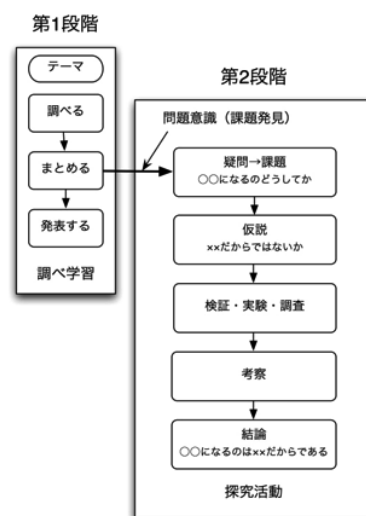 第1段階
テーマ
調べる
まとめる
発表する
調べ学習
第2段階
問題意識（課題発見）
疑問→課題
○○になるのどうしてか
仮説
××だからではないか
検証・実験・調査
考察
結論
○○になるのは××だからである
探究活動